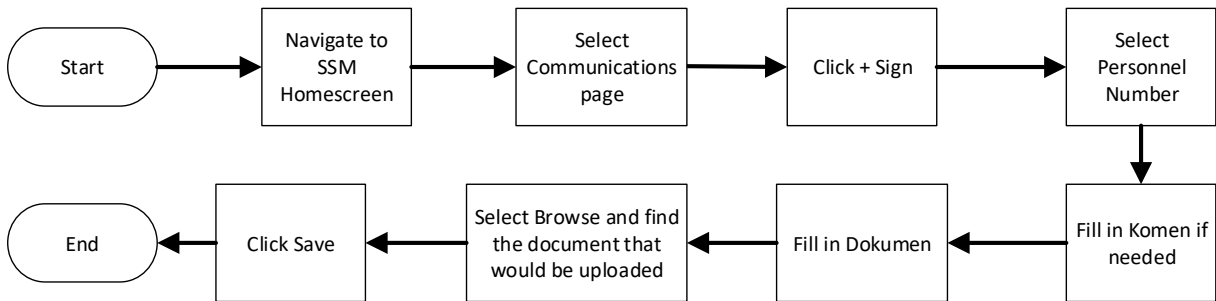 Start
Navigate to
SSM
Homescreen
Select
Communications
page
Click + Sign
Select
Personnel
Number
Fill in Komen if
needed
Fill in Dokumen
Select Browse and find
the document that
would be uploaded
Click Save
End